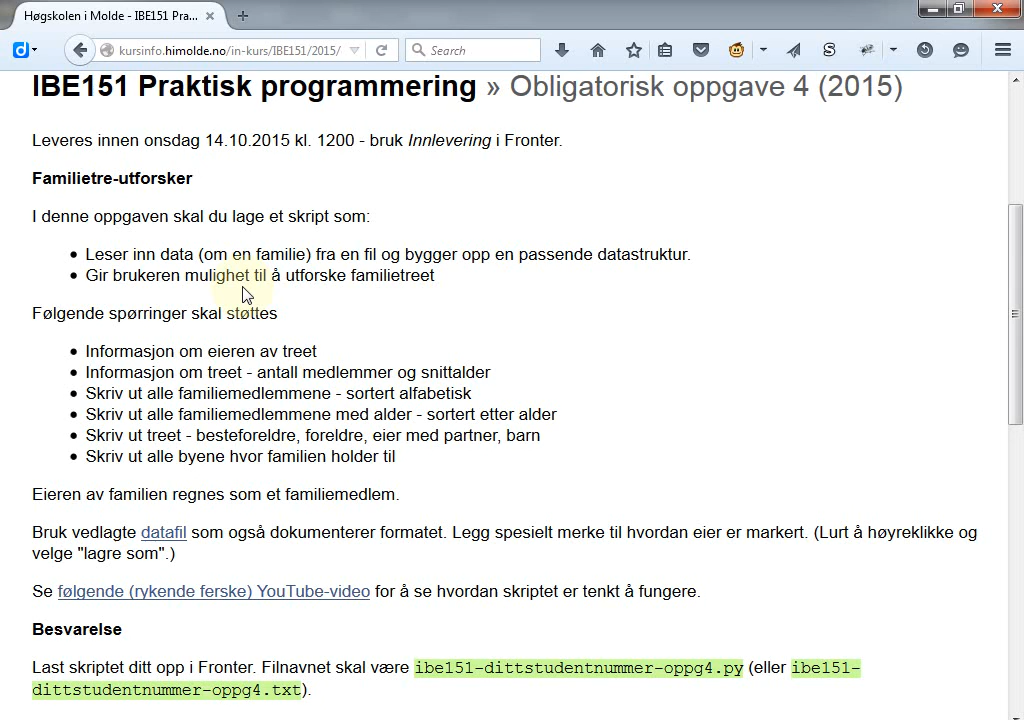 Høgskolen i Molde - IBE151 Pra...
kursinfo.himolde.no/in-kurs/IBE151/2015/
Search
IBE151 Praktisk programmering » Obligatorisk oppgave 4 (2015)
Leveres innen onsdag 14.10.2015 kl. 1200 - bruk Innlevering i Fronter.
Familietre-utforsker
I denne oppgaven skal du lage et skript som:
• Leser inn data (om en familie) fra en fil og bygger opp en passende datastruktur.
• Gir brukeren mulighet til å utforske familietreet
Følgende spørringer skal støttes
• Informasjon om eieren av treet
• Informasjon om treet - antall medlemmer og snittalder
• Skriv ut alle familiemedlemmene - sortert alfabetisk
• Skriv ut alle familiemedlemmene med alder - sortert etter alder
• Skriv ut treet - besteforeldre, foreldre, eier med partner, barn
• Skriv ut alle byene hvor familien holder til
Eieren av familien regnes som et familiemedlem.
Bruk vedlagte datafil som også dokumenterer formatet. Legg spesielt merke til hvordan eier er markert. (Lurt å høyreklikke og
velge "lagre som".)
Se følgende (rykende ferske) YouTube-video for å se hvordan skriptet er tenkt å fungere.
Besvarelse
Last skriptet ditt opp i Fronter. Filnavnet skal være ibe151-dittstudentnummer-oppg4.py (eller ibe151-
dittstudentnummer-oppg4.txt).